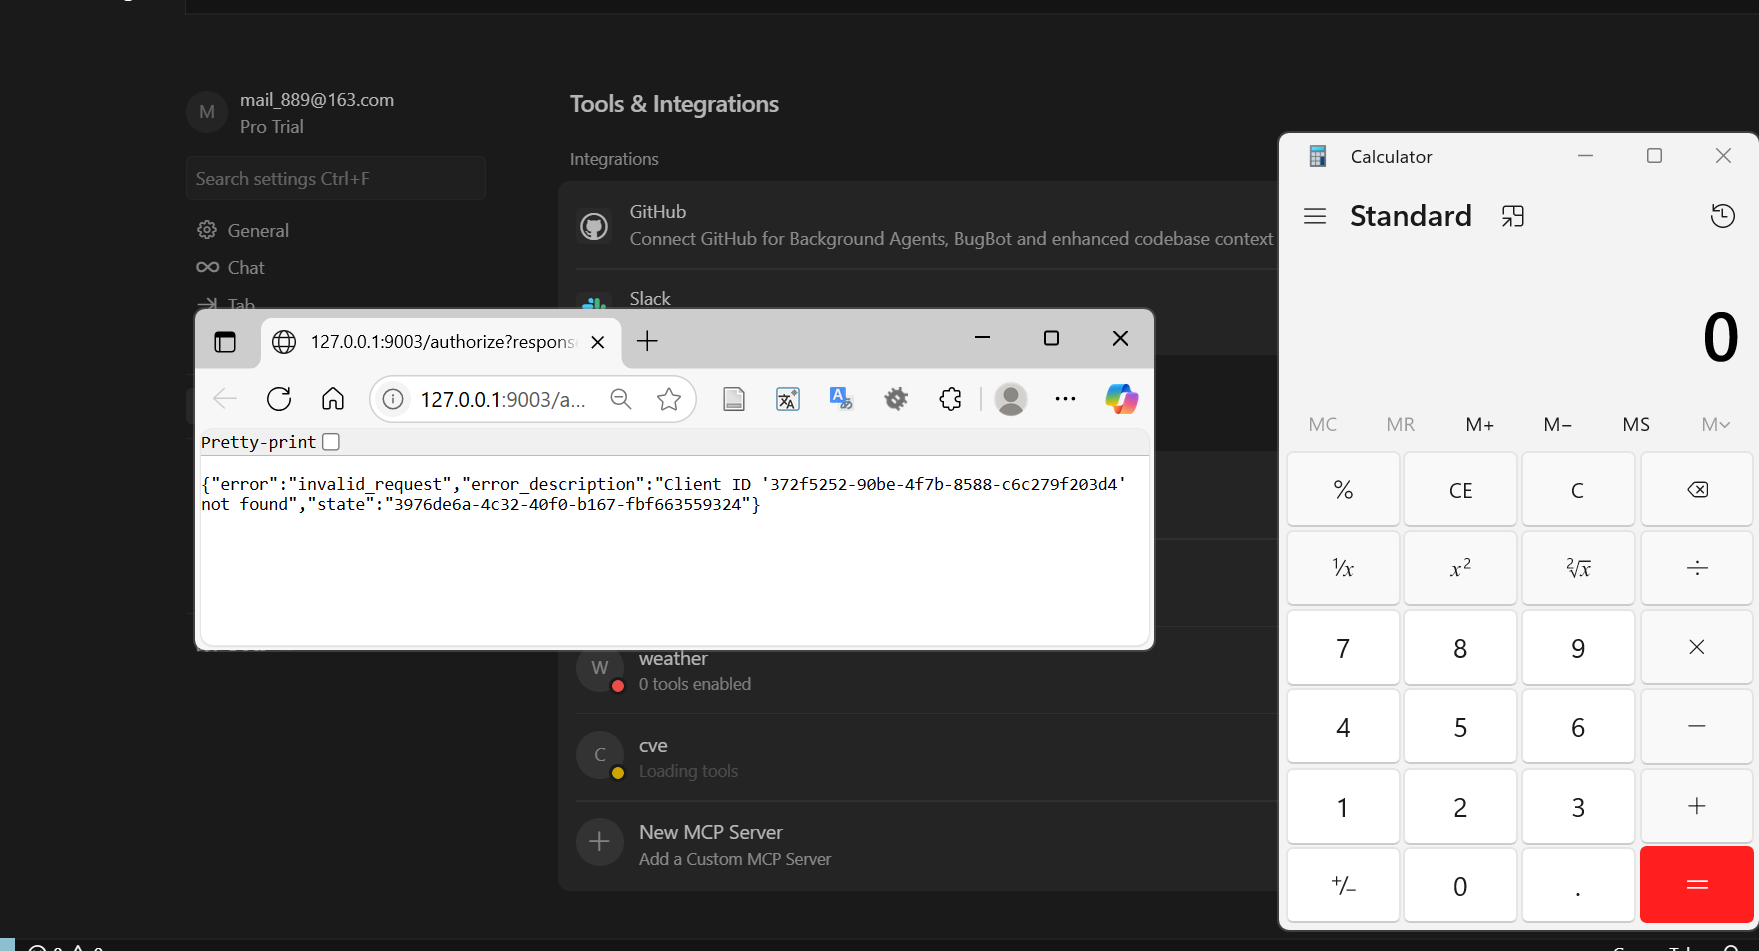 M
mail_889@163.com
Pro Trial
Search settings Ctrl+F
General
Chat
Tab
Tools & Integrations
Integrations
GitHub
Connect GitHub for Background Agents, BugBot and enhanced codebase context
Slack
127.0.0.1:9003/authorize?respons
127.0.0.1:9003/a...
Pretty-print
{"error":"invalid_request","error_description":"Client ID '372f5252-90be-4f7b-8588-c6c279f203d4'
not found","state":"3976de6a-4c32-40f0-b167-fbf663559324"}
W
weather
0 tools enabled
C
cve
Loading tools
New MCP Server
Add a Custom MCP Server
Calculator
Standard
0
MC MR M+ M− MS M
% CE C
1/x x² ²√x ÷
7 8 9 ×
4 5 6 −
1 2 3 +
+/− 0 . =